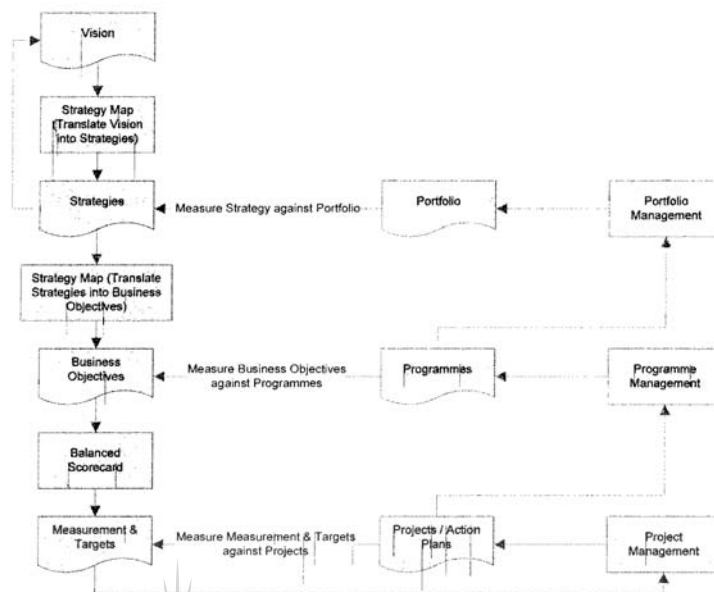 Vision
Strategy Map
(Translate Vision
into Strategies)
Strategies
Measure Strategy against Portfolio
Portfolio
Portfolio
Management
Strategy Map (Translate
Strategies into Business
Objectives)
Business
Objectives
Measure Business Objectives
against Programmes
Programmes
Programme
Management
Balanced
Scorecard
Measurement &
Targets
Measure Measurement & Targets
against Projects
Projects / Action
Plans
Project
Management